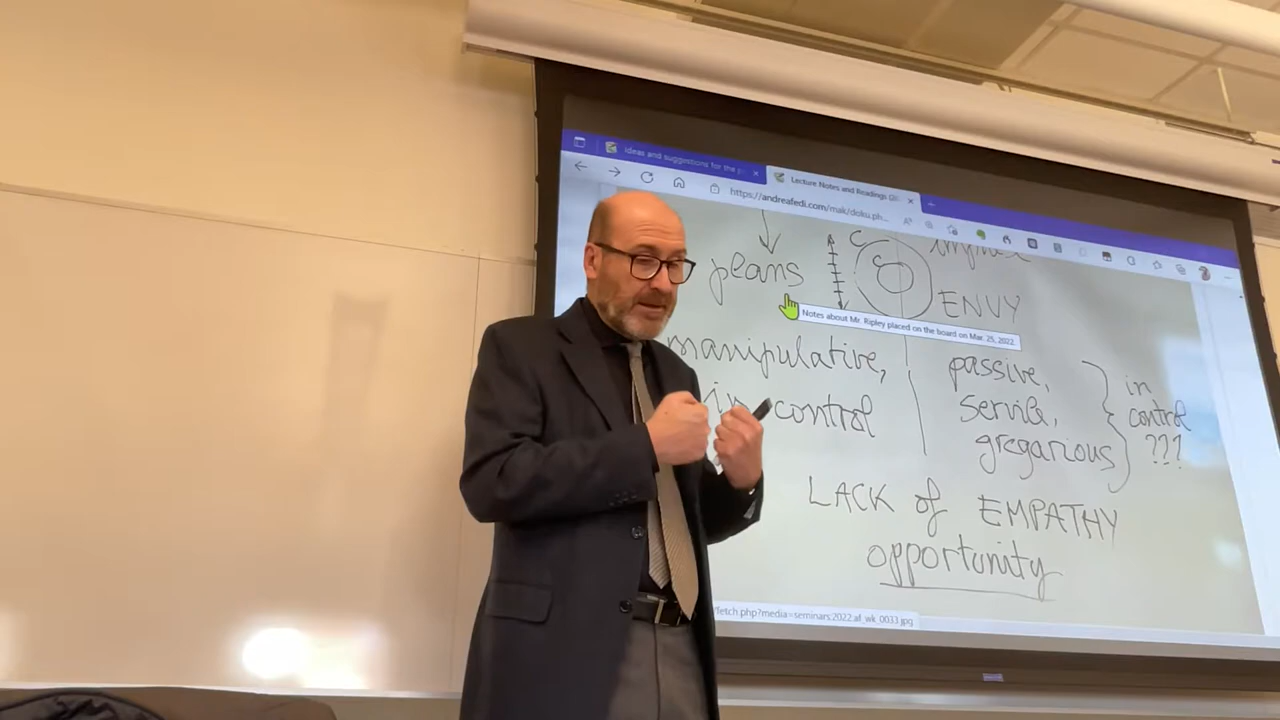 Ideas and suggestions for the
Lecture Notes and Readings
https://andreafedi.com/mak/doku.ph...
plans
C
C
ENVY
Notes about Mr. Ripley placed on the board on Mar. 25, 2022.
manipulative,
in control
passive,
servile,
gregarious
in
control
???
LACK of EMPATHY
opportunity
/fetch.php?media=seminars:2022:af_wk_0033.jpg